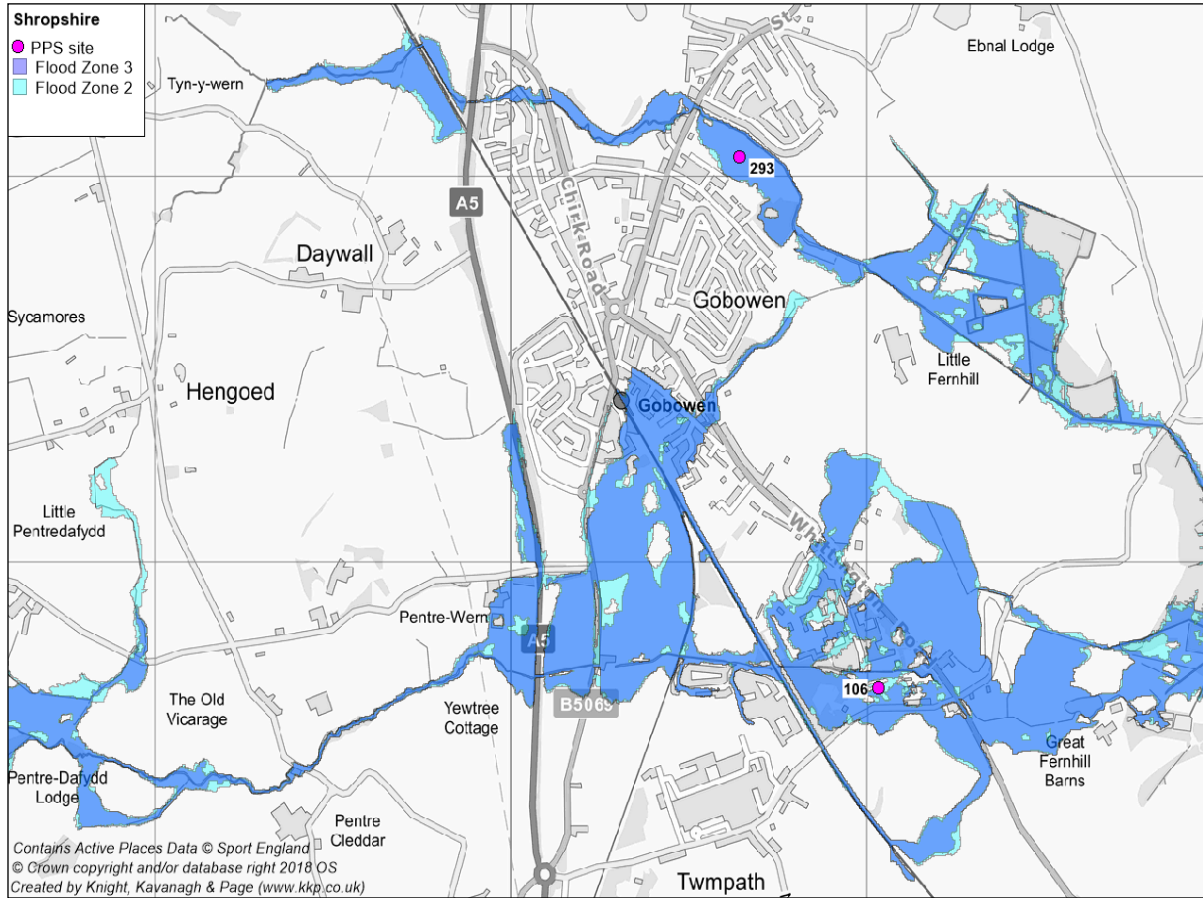 Shropshire
PPS site
Flood Zone 3
Flood Zone 2
Tyn-y-wern
St
Ebnal Lodge
293
A5
Chirk Road
Daywall
Gobowen
Sycamores
Little
Fernhill
Hengoed
Gobowen
Little
Pentredafydd
Whittington Road
Pentre-Wern
A5
The Old
Vicarage
Yewtree
Cottage
B5069
106
Great
Fernhill
Barns
Pentre-Dafydd
Lodge
Pentre
Cleddar
Twmpath
Contains Active Places Data © Sport England
© Crown copyright and/or database right 2018 OS
Created by Knight, Kavanagh & Page (www.kkp.co.uk)